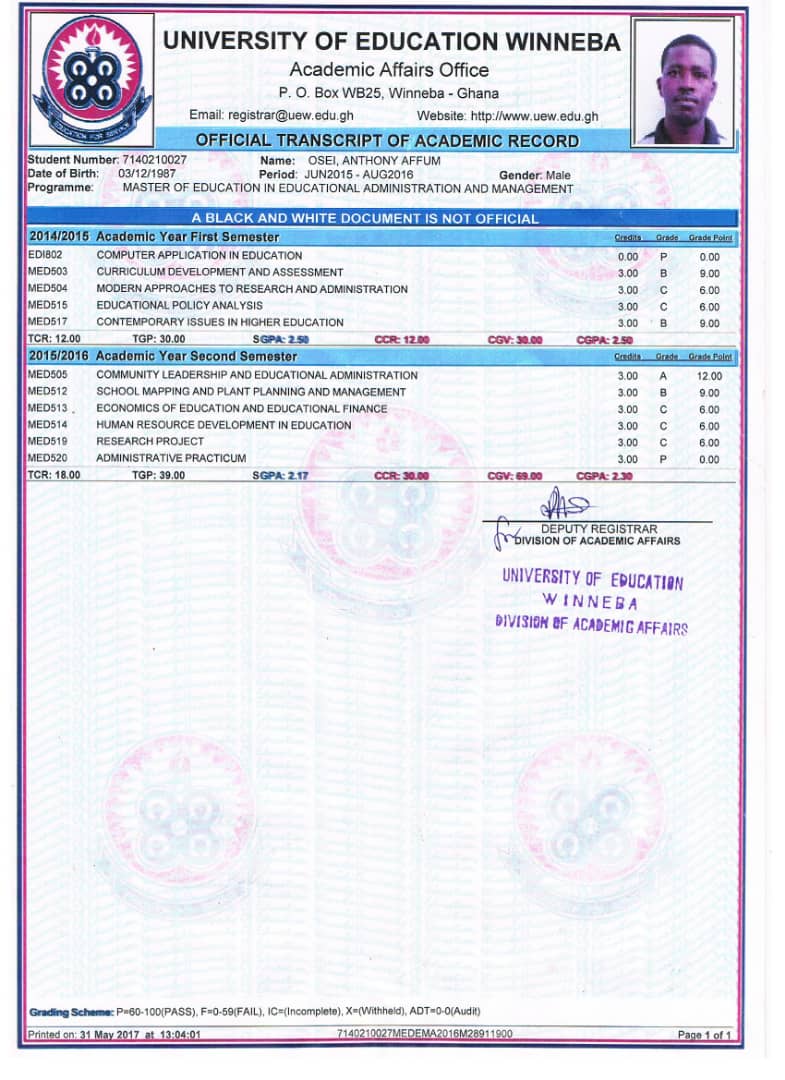 UNIVERSITY OF EDUCATION WINNEBA
Academic Affairs Office
P. O. Box WB25, Winneba - Ghana
Email: registrar@uew.edu.gh Website: http://www.uew.edu.gh
EDUCATION FOR SERVICE
OFFICIAL TRANSCRIPT OF ACADEMIC RECORD
Student Number: 7140210027 Name: OSEI, ANTHONY AFFUM
Date of Birth: 03/12/1987 Period: JUN2015 - AUG2016 Gender: Male
Programme: MASTER OF EDUCATION IN EDUCATIONAL ADMINISTRATION AND MANAGEMENT
A BLACK AND WHITE DOCUMENT IS NOT OFFICIAL
2014/2015 Academic Year First Semester Credits Grade Grade Point
EDI802 COMPUTER APPLICATION IN EDUCATION 0.00 P 0.00
MED503 CURRICULUM DEVELOPMENT AND ASSESSMENT 3.00 B 9.00
MED504 MODERN APPROACHES TO RESEARCH AND ADMINISTRATION 3.00 C 6.00
MED515 EDUCATIONAL POLICY ANALYSIS 3.00 C 6.00
MED517 CONTEMPORARY ISSUES IN HIGHER EDUCATION 3.00 B 9.00
TCR: 12.00 TGP: 30.00 SGPA: 2.50 CCR: 12.00 CGV: 30.00 CGPA: 2.50
2015/2016 Academic Year Second Semester Credits Grade Grade Point
MED505 COMMUNITY LEADERSHIP AND EDUCATIONAL ADMINISTRATION 3.00 A 12.00
MED512 SCHOOL MAPPING AND PLANT PLANNING AND MANAGEMENT 3.00 B 9.00
MED513 ECONOMICS OF EDUCATION AND EDUCATIONAL FINANCE 3.00 C 6.00
MED514 HUMAN RESOURCE DEVELOPMENT IN EDUCATION 3.00 C 6.00
MED519 RESEARCH PROJECT 3.00 C 6.00
MED520 ADMINISTRATIVE PRACTICUM 3.00 P 0.00
TCR: 18.00 TGP: 39.00 SGPA: 2.17 CCR: 30.00 CGV: 69.00 CGPA: 2.30
DEPUTY REGISTRAR
DIVISION OF ACADEMIC AFFAIRS
UNIVERSITY OF EDUCATION
WINNEBA
DIVISION OF ACADEMIC AFFAIRS
Grading Scheme: P=60-100(PASS), F=0-59(FAIL), IC=(Incomplete), X=(Withheld), ADT=0-0(Audit)
Printed on: 31 May 2017 at 13:04:01 7140210027MEDEMA2016M28911900 Page 1 of 1